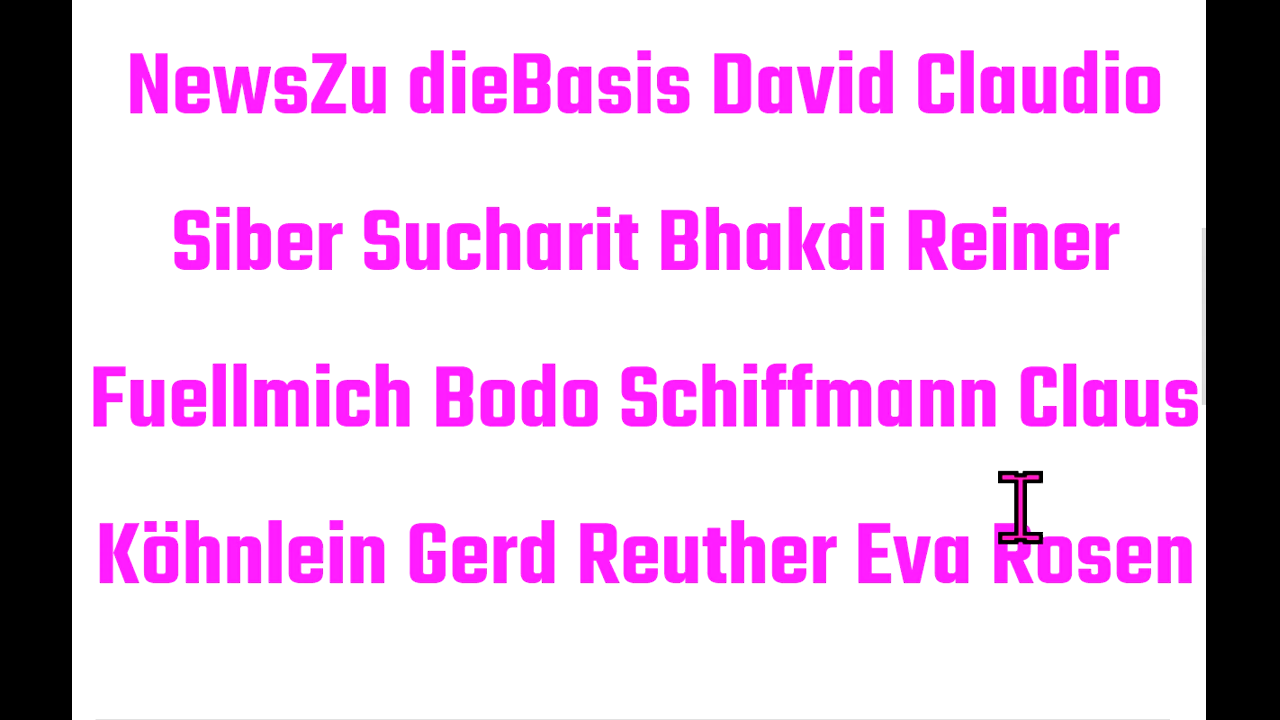 NewsZu dieBasis David Claudio
Siber Sucharit Bhakdi Reiner
Fuellmich Bodo Schiffmann Claus
Köhnlein Gerd Reuther Eva Rosen